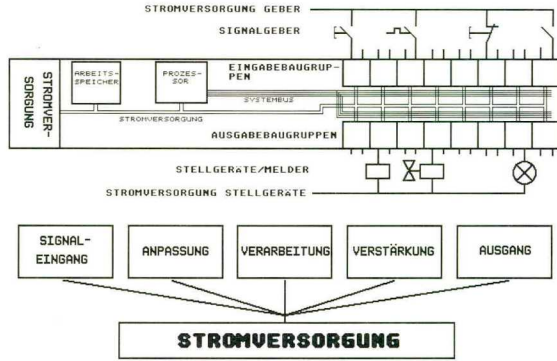 STROMVERSORGUNG GEBER
SIGNALGEBER
STROMVER-
SORGUNG
ARBEITS-
SPEICHER
PROZES-
SOR
EINGABEBAUGRUP-
PEN
SYSTEMBUS
STROMVERSORGUNG
AUSGABEBAUGRUPPEN
STELLGERÄTE/MELDER
STROMVERSORGUNG STELLGERÄTE
SIGNAL-
EINGANG
ANPASSUNG
VERARBEITUNG
VERSTÄRKUNG
AUSGANG
STROMVERSORGUNG